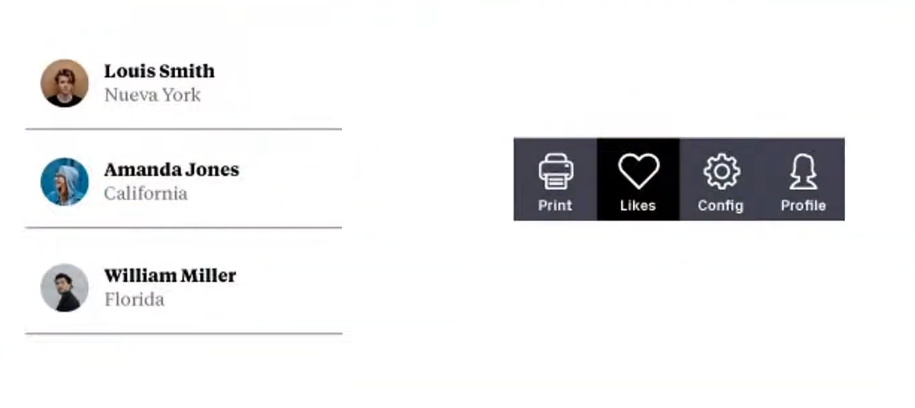 Louis Smith
Nueva York
Amanda Jones
California
William Miller
Florida
Print
Likes
Config
Profile